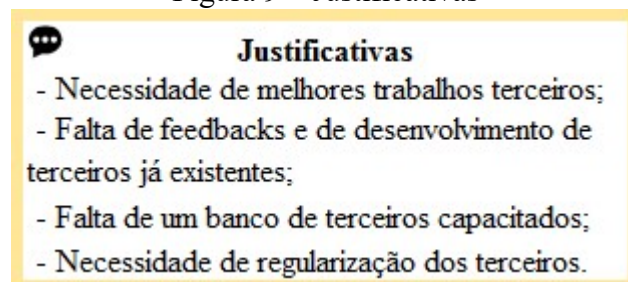 Justificativas
- Necessidade de melhores trabalhos terceiros;
- Falta de feedbacks e de desenvolvimento de
terceiros já existentes;
- Falta de um banco de terceiros capacitados;
- Necessidade de regularização dos terceiros.